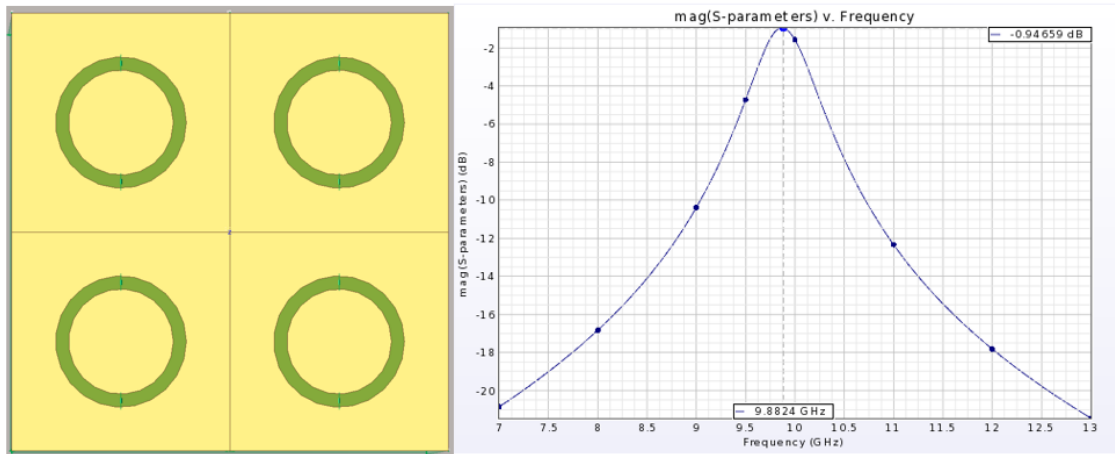 mag(S-parameters) v. Frequency
-0.94659 dB
mag(S-parameters) (dB)
-2
-4
-6
-8
-10
-12
-14
-16
-18
-20
9.8824 GHz
7 7.5 8 8.5 9 9.5 10 10.5 11 11.5 12 12.5 13
Frequency (GHz)